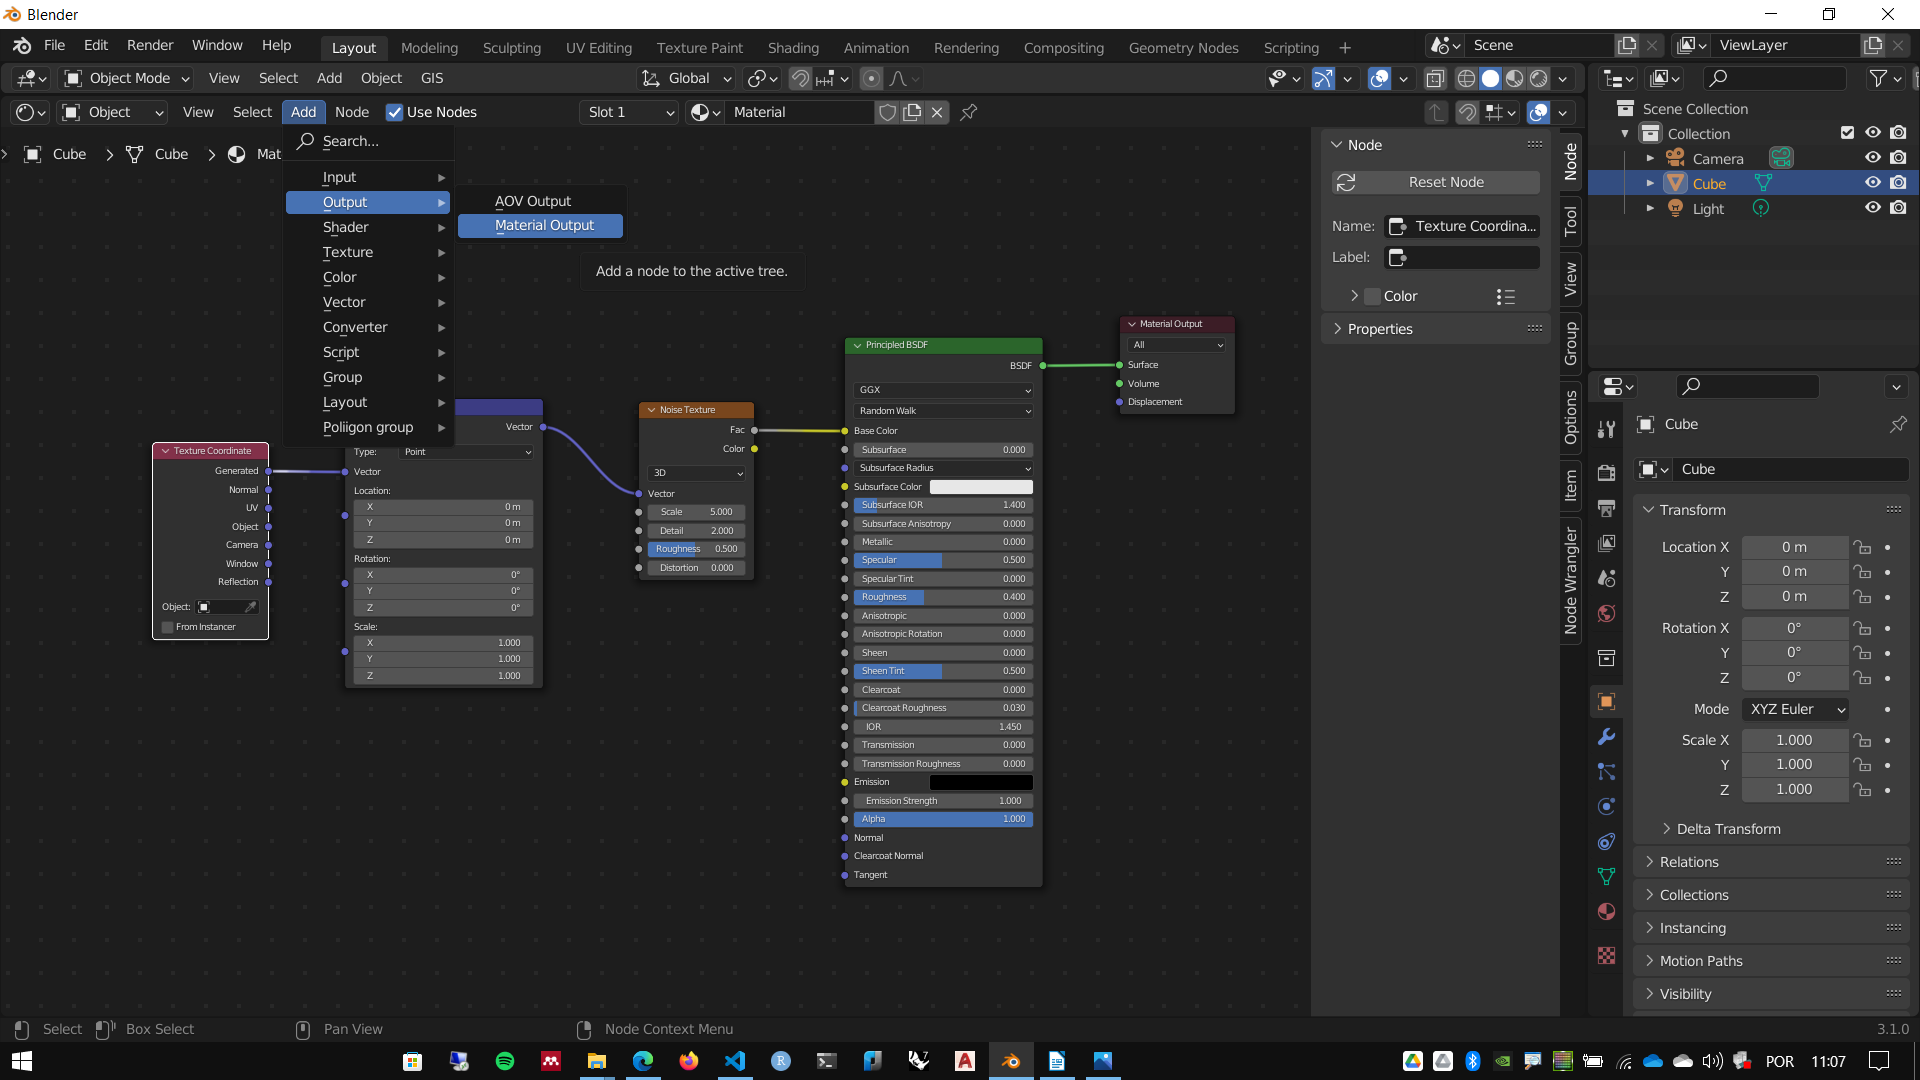 Blender
File Edit Render Window Help Layout Modeling Sculpting UV Editing Texture Paint Shading Animation Rendering Compositing Geometry Nodes Scripting + Scene ViewLayer
Object Mode View Select Add Object GIS Global
Object View Select Add Node Use Nodes Slot 1 Material
Cube Cube Mat
Search...
Input
Output
Shader
Texture
Color
Vector
Converter
Script
Group
Layout
Poliigon group
AOV Output
Material Output
Add a node to the active tree.
Texture Coordinate
Generated
Normal
UV
Object
Camera
Window
Reflection
Object:
From Instancer
Vector
Type: Point
Vector
Location:
X 0 m
Y 0 m
Z 0 m
Rotation:
X 0°
Y 0°
Z 0°
Scale:
X 1.000
Y 1.000
Z 1.000
Noise Texture
Fac
Color
3D
Vector
Scale 5.000
Detail 2.000
Roughness 0.500
Distortion 0.000
Principled BSDF
BSDF
GGX
Random Walk
Base Color
Subsurface 0.000
Subsurface Radius
Subsurface Color
Subsurface IOR 1.400
Subsurface Anisotropy 0.000
Metallic 0.000
Specular 0.500
Specular Tint 0.000
Roughness 0.400
Anisotropic 0.000
Anisotropic Rotation 0.000
Sheen 0.000
Sheen Tint 0.500
Clearcoat 0.000
Clearcoat Roughness 0.030
IOR 1.450
Transmission 0.000
Transmission Roughness 0.000
Emission
Emission Strength 1.000
Alpha 1.000
Normal
Clearcoat Normal
Tangent
Material Output
All
Surface
Volume
Displacement
Node
Reset Node
Name: Texture Coordina...
Label:
Color
Properties
Node
Tool
View
Group
Options
Item
Node Wrangler
Scene Collection
Collection
Camera
Cube
Light
Cube
Cube
Transform
Location X 0 m
Y 0 m
Z 0 m
Rotation X 0°
Y 0°
Z 0°
Mode XYZ Euler
Scale X 1.000
Y 1.000
Z 1.000
Delta Transform
Relations
Collections
Instancing
Motion Paths
Visibility
Select Box Select Pan View Node Context Menu 3.1.0
POR 11:07